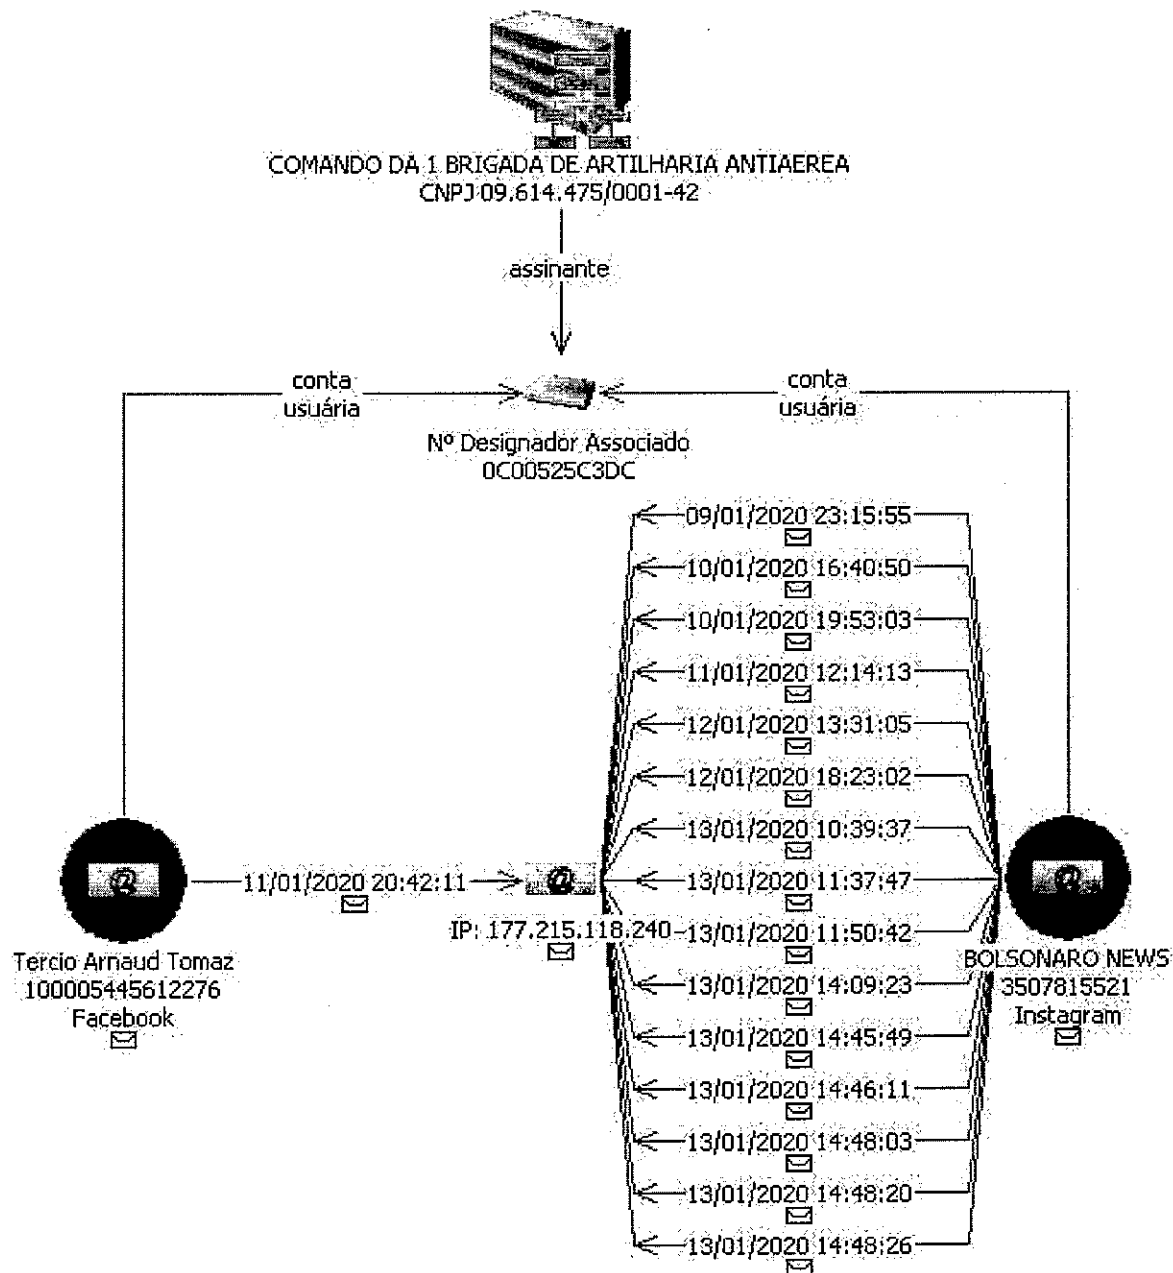 COMANDO DA 1 BRIGADA DE ARTILHARIA ANTIAEREA
CNPJ 09.614.475/0001-42
assinante
conta
usuária
conta
usuária
Nº Designador Associado
0C00525C3DC
09/01/2020 23:15:55
10/01/2020 16:40:50
10/01/2020 19:53:03
11/01/2020 12:14:13
12/01/2020 13:31:05
12/01/2020 18:23:02
13/01/2020 10:39:37
11/01/2020 20:42:11
@
13/01/2020 11:37:47
@
@
IP: 177.215.118.240
13/01/2020 11:50:42
Tercio Arnaud Tomaz
100005445612276
Facebook
BOLSONARO NEWS
3507815521
Instagram
13/01/2020 14:09:23
13/01/2020 14:45:49
13/01/2020 14:46:11
13/01/2020 14:48:03
13/01/2020 14:48:20
13/01/2020 14:48:26